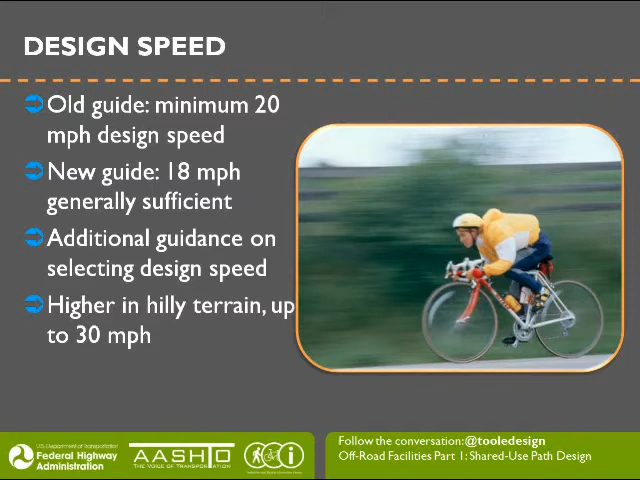 DESIGN SPEED
Old guide: minimum 20
mph design speed
New guide: 18 mph
generally sufficient
Additional guidance on
selecting design speed
Higher in hilly terrain, up
to 30 mph
U.S. Department of Transportation
Federal Highway
Administration
AASHTO
THE VOICE OF TRANSPORTATION
Follow the conversation: @tooledesign
Off-Road Facilities Part 1: Shared-Use Path Design